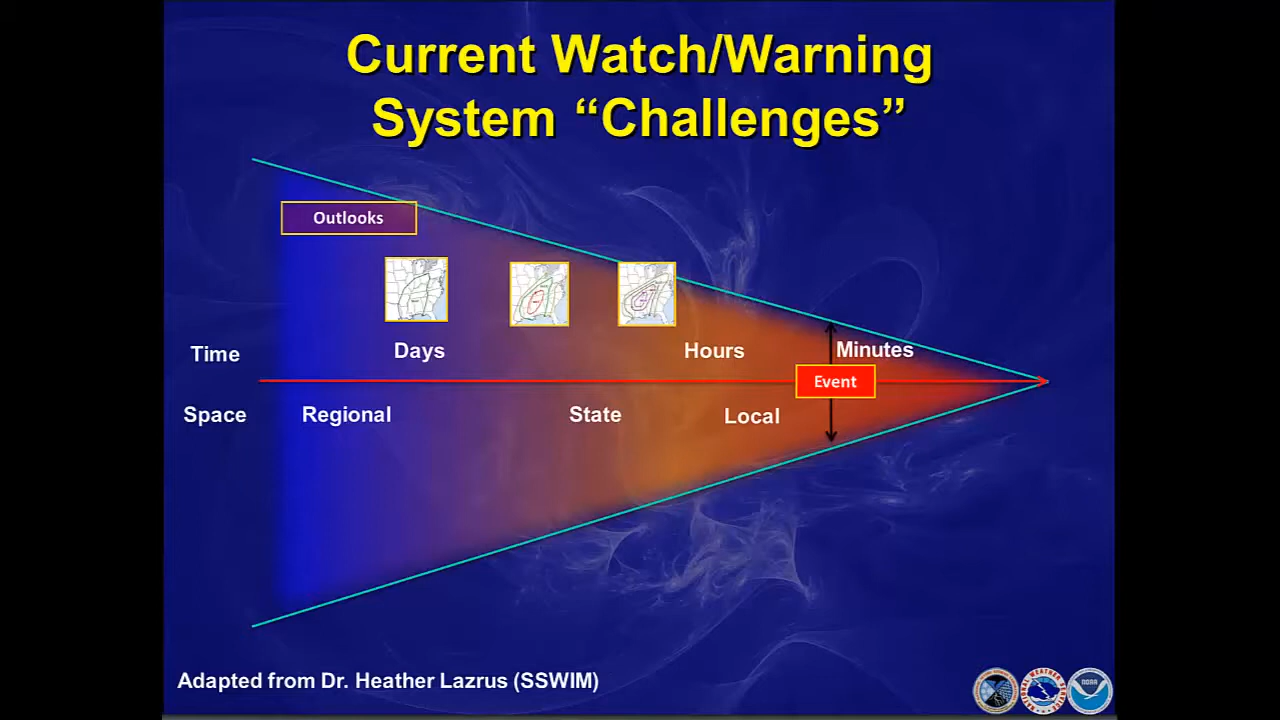 Current Watch/Warning
System “Challenges”
Outlooks
Time
Days
Hours
Minutes
Event
Space
Regional
State
Local
Adapted from Dr. Heather Lazrus (SSWIM)
NOAA